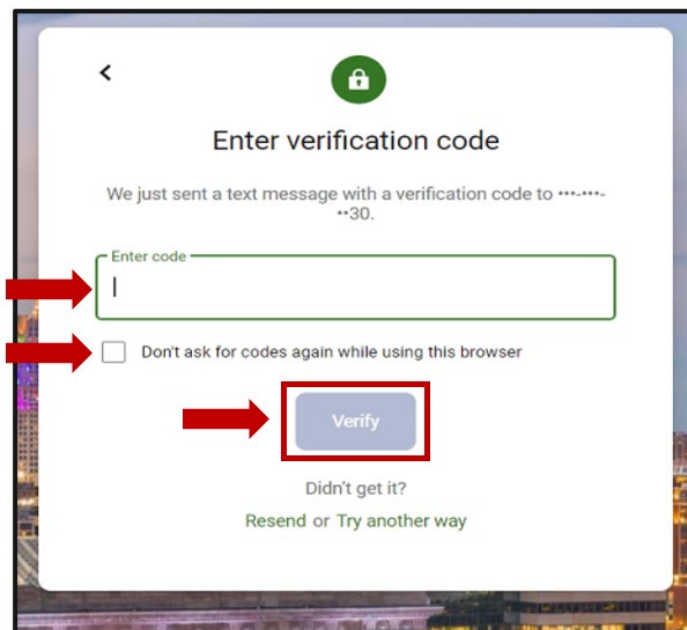 Enter verification code
We just sent a text message with a verification code to •••-•••-
••30.
Enter code
Don't ask for codes again while using this browser
Verify
Didn't get it?
Resend or Try another way